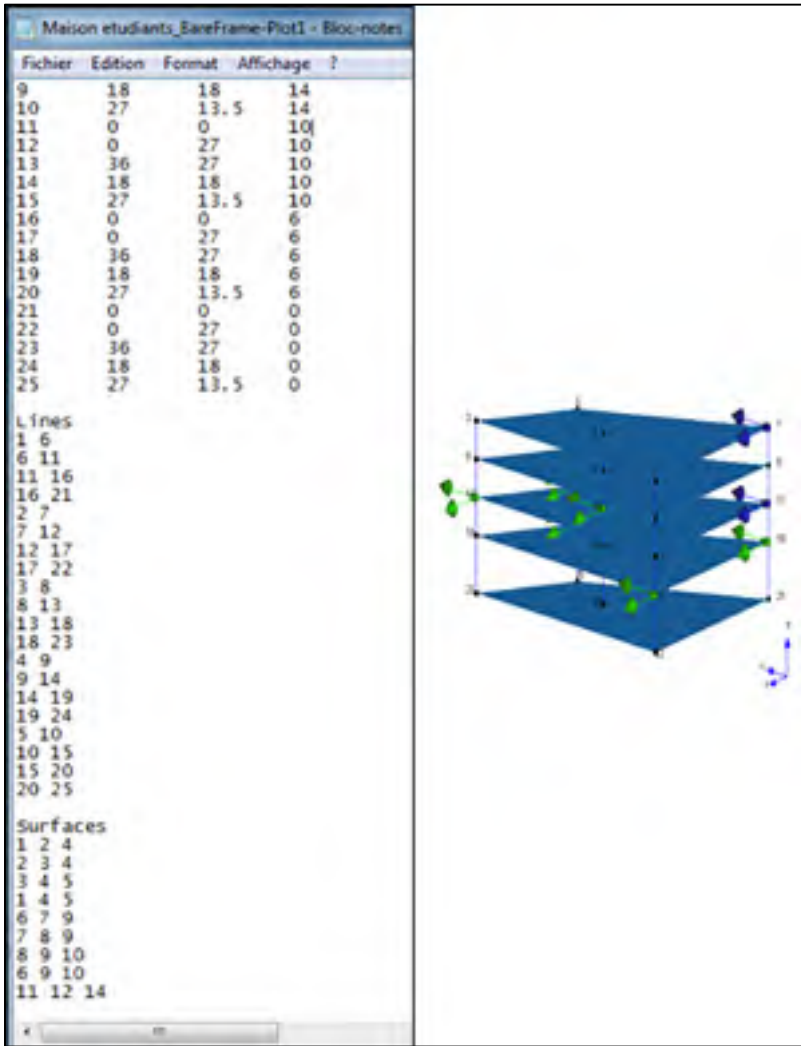 Maison etudiants_BareFrame-Plot1 - Bloc-notes
Fichier Edition Format Affichage ?
9 18 18 14
10 27 13.5 14
11 0 0 10
12 0 27 10
13 36 27 10
14 18 18 10
15 27 13.5 10
16 0 0 6
17 0 27 6
18 36 27 6
19 18 18 6
20 27 13.5 6
21 0 0 0
22 0 27 0
23 36 27 0
24 18 18 0
25 27 13.5 0
Lines
1 6
6 11
11 16
16 21
2 7
7 12
12 17
17 22
3 8
8 13
13 18
18 23
4 9
9 14
14 19
19 24
5 10
10 15
15 20
20 25
Surfaces
1 2 4
2 3 4
3 4 5
1 4 5
6 7 9
7 8 9
8 9 10
6 9 10
11 12 14